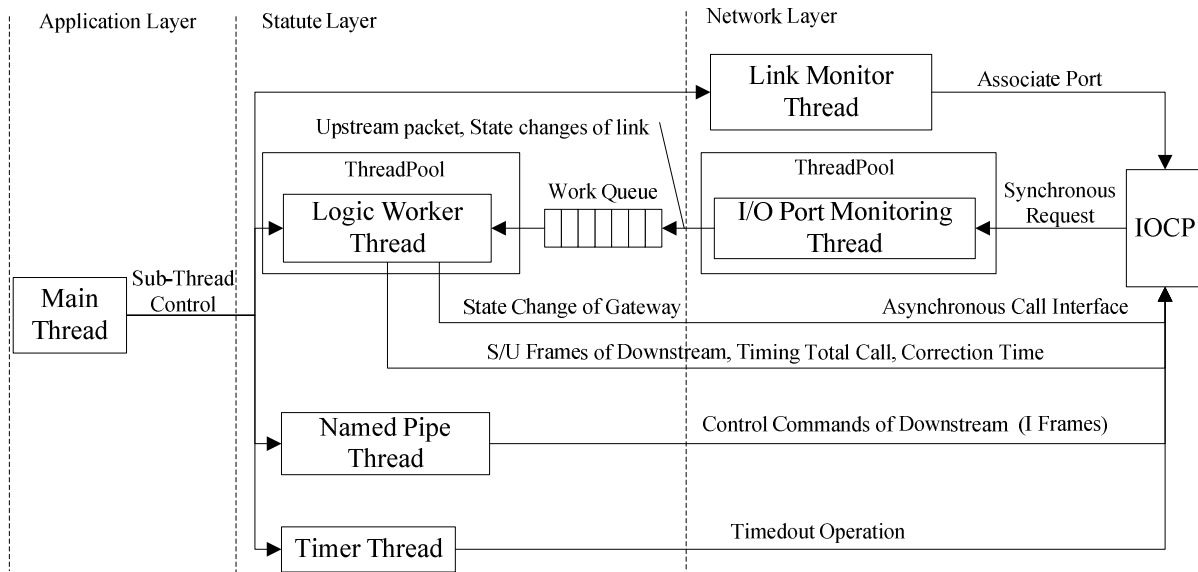 Application Layer
Statute Layer
Network Layer
Link Monitor
Thread
Associate Port
Upstream packet, State changes of link
ThreadPool
Logic Worker
Thread
Work Queue
ThreadPool
I/O Port Monitoring
Thread
Synchronous
Request
IOCP
Main
Thread
Sub-Thread
Control
State Change of Gateway
Asynchronous Call Interface
S/U Frames of Downstream, Timing Total Call, Correction Time
Named Pipe
Thread
Control Commands of Downstream (I Frames)
Timer Thread
Timedout Operation